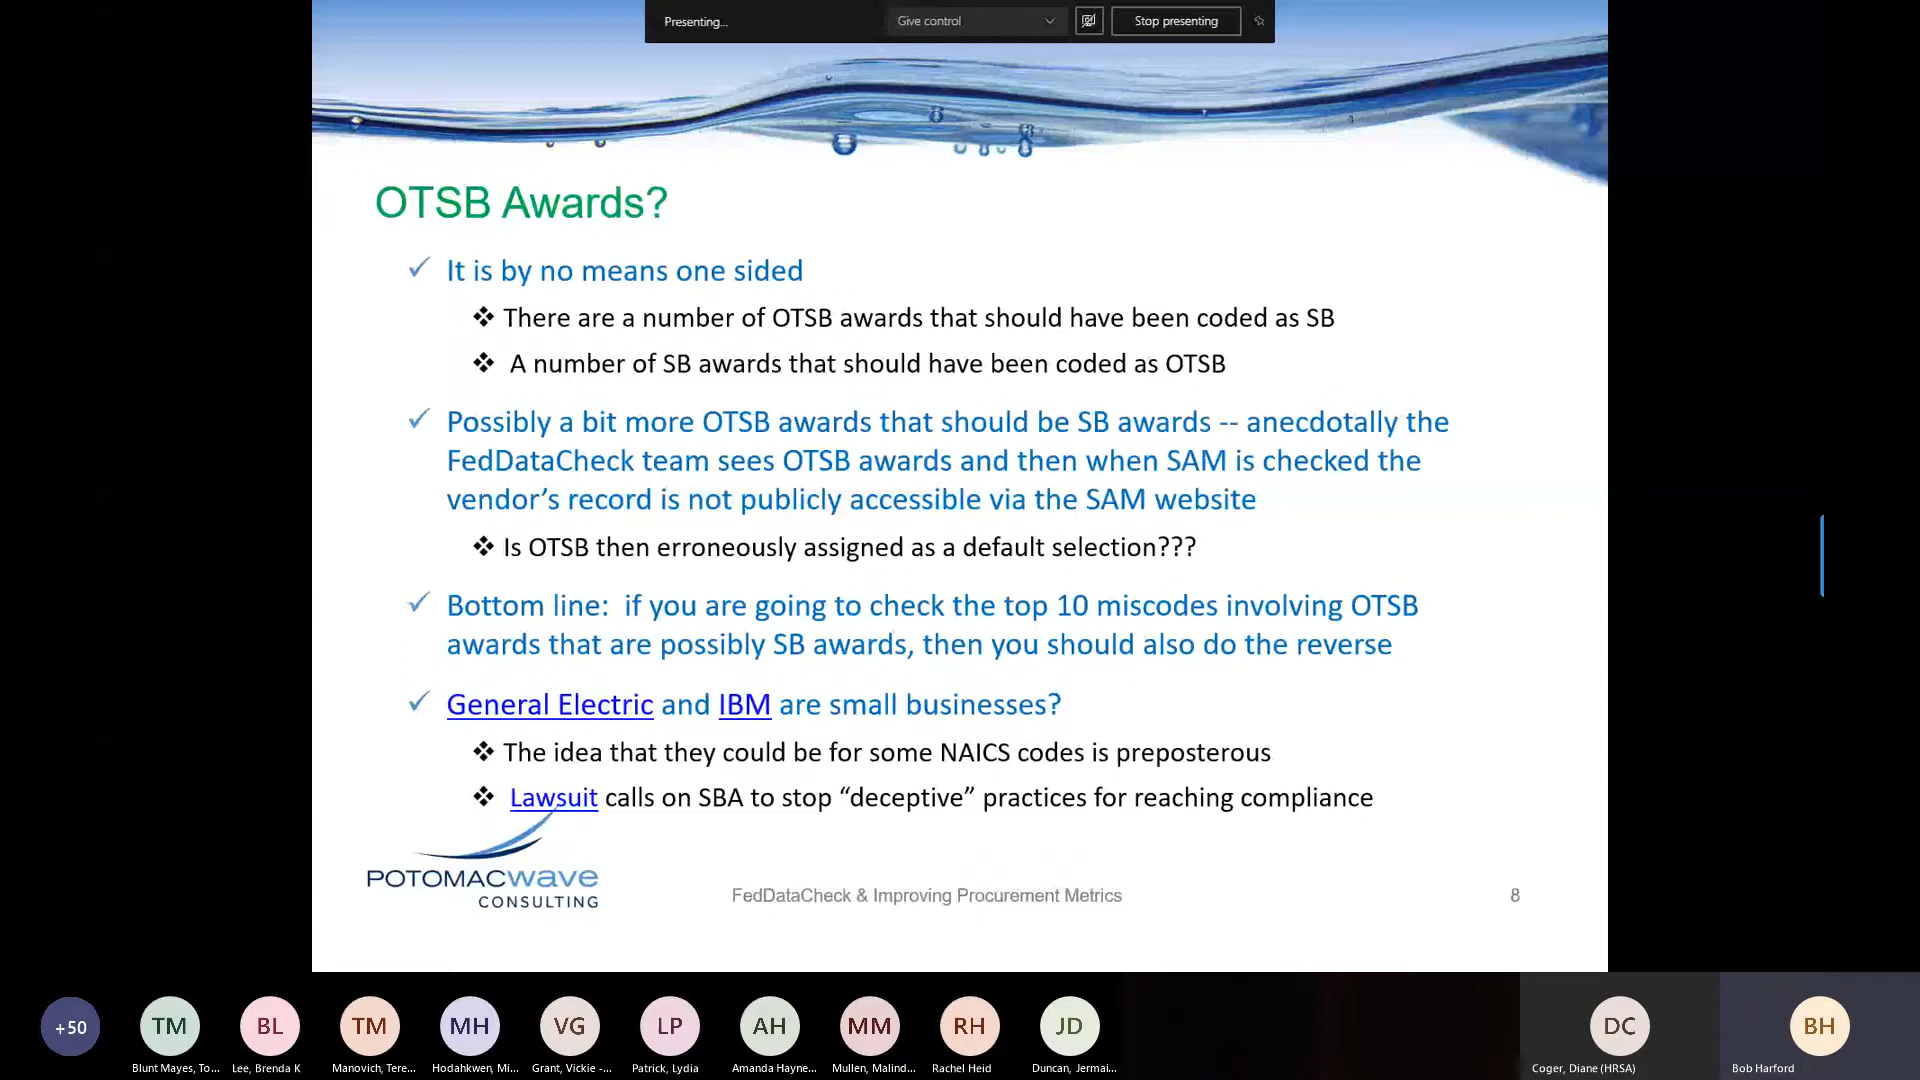 Presenting...
Give control
Stop presenting
OTSB Awards?
It is by no means one sided
There are a number of OTSB awards that should have been coded as SB
A number of SB awards that should have been coded as OTSB
Possibly a bit more OTSB awards that should be SB awards -- anecdotally the
FedDataCheck team sees OTSB awards and then when SAM is checked the
vendor’s record is not publicly accessible via the SAM website
Is OTSB then erroneously assigned as a default selection???
Bottom line:  if you are going to check the top 10 miscodes involving OTSB
awards that are possibly SB awards, then you should also do the reverse
General Electric and IBM are small businesses?
The idea that they could be for some NAICS codes is preposterous
Lawsuit calls on SBA to stop “deceptive” practices for reaching compliance
POTOMACwave
CONSULTING
FedDataCheck & Improving Procurement Metrics
8
+50
TM
BL
TM
MH
VG
LP
AH
MM
RH
JD
DC
BH
Blunt Mayes, To...
Lee, Brenda K
Manovich, Tere...
Hodahkwen, Mi...
Grant, Vickie -...
Patrick, Lydia
Amanda Hayne...
Mullen, Malind...
Rachel Heid
Duncan, Jermai...
Coger, Diane (HRSA)
Bob Harford